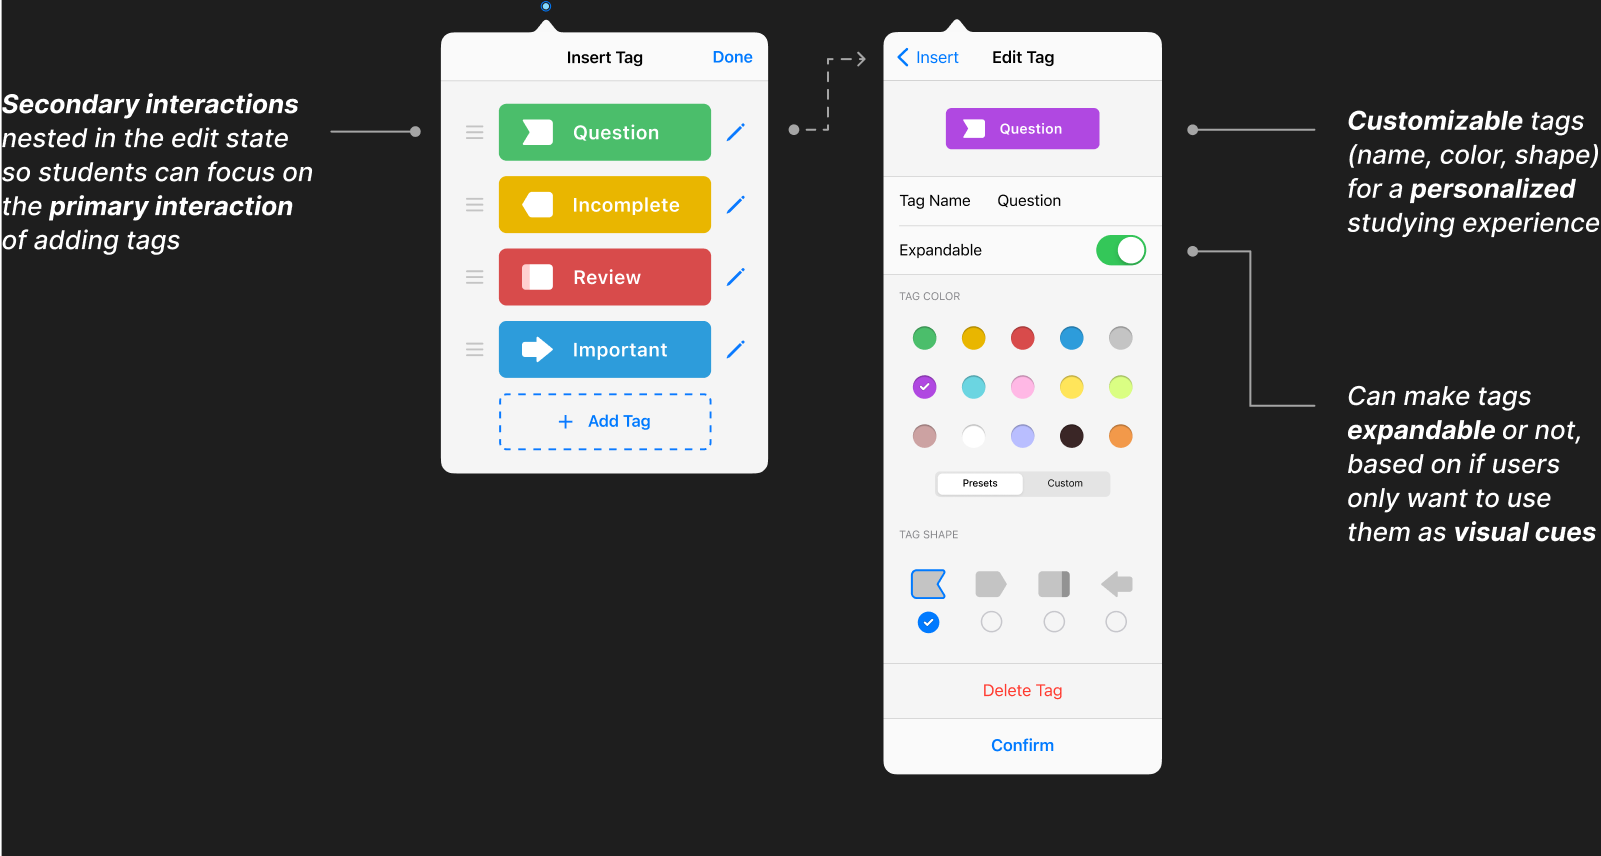 Secondary interactions
nested in the edit state
so students can focus on
the primary interaction
of adding tags
Insert Tag
Done
Question
Incomplete
Review
Important
+ Add Tag
Insert
Edit Tag
Question
Tag Name
Question
Expandable
TAG COLOR
Presets
Custom
TAG SHAPE
Delete Tag
Confirm
Customizable tags
(name, color, shape)
for a personalized
studying experience
Can make tags
expandable or not,
based on if users
only want to use
them as visual cues